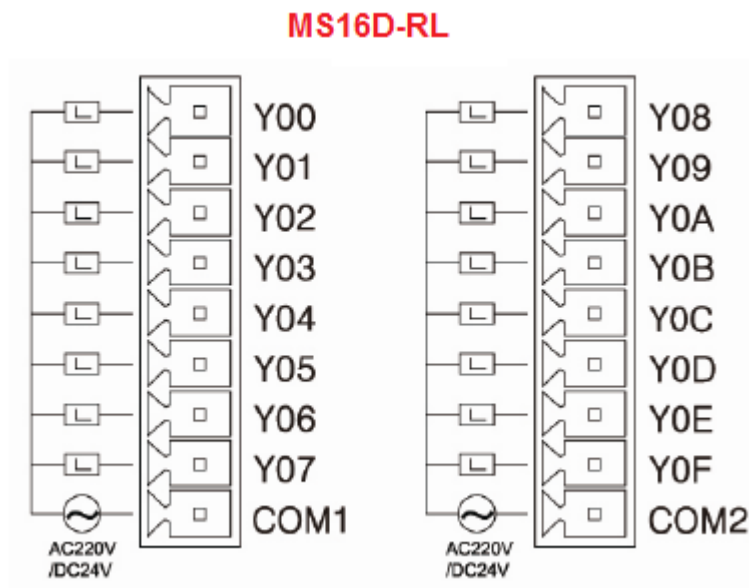 MS16D-RL
L Y00
L Y01
L Y02
L Y03
L Y04
L Y05
L Y06
L Y07
COM1
AC220V
/DC24V
L Y08
L Y09
L Y0A
L Y0B
L Y0C
L Y0D
L Y0E
L Y0F
COM2
AC220V
/DC24V